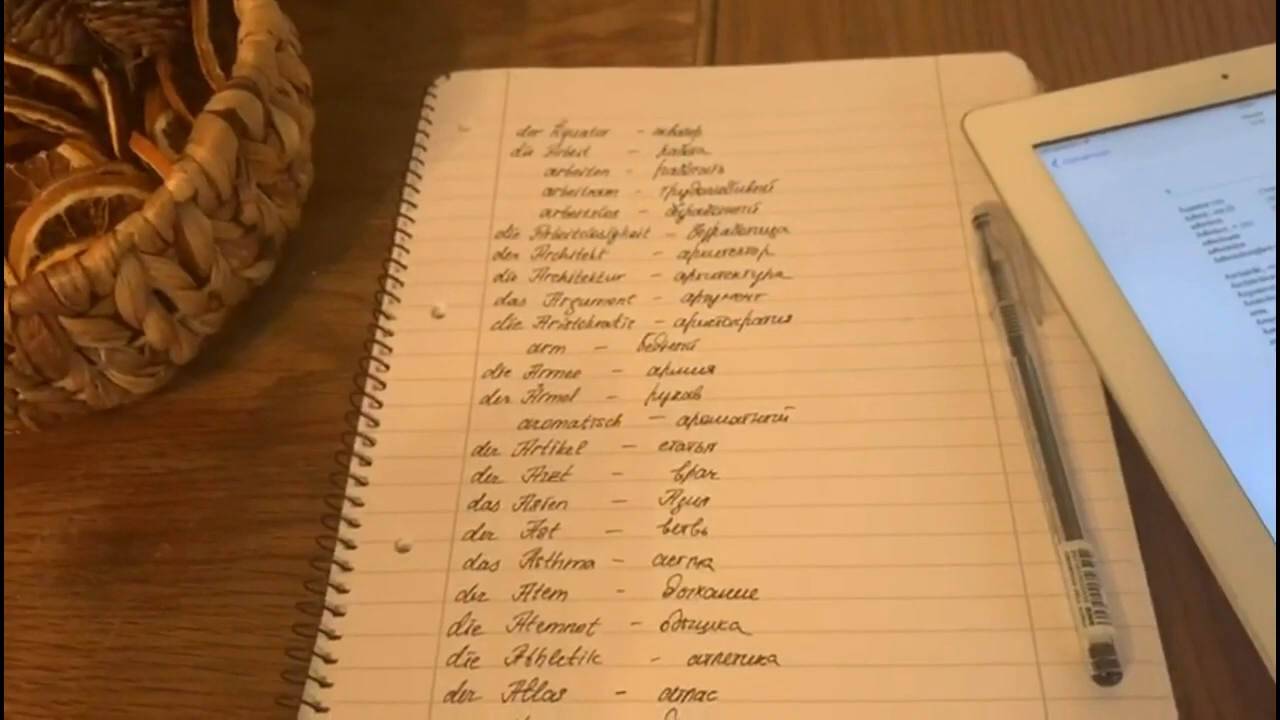 der Äquator - экватор
die Arbeit - работа
arbeiten - работать
arbeitsam - трудолюбивый
arbeitslos - безработный
die Arbeitslosigkeit - безработица
der Architekt - архитектор
die Architektur - архитектура
das Argument - аргумент
die Aristokratie - аристократия
arm - бедный
die Armee - армия
der Ärmel - рукав
aromatisch - ароматный
der Artikel - статья
der Arzt - врач
das Asien - Азия
der Ast - ветвь
das Asthma - астма
der Atem - дыхание
die Atemnot - одышка
die Athletik - атлетика
der Atlas - атлас